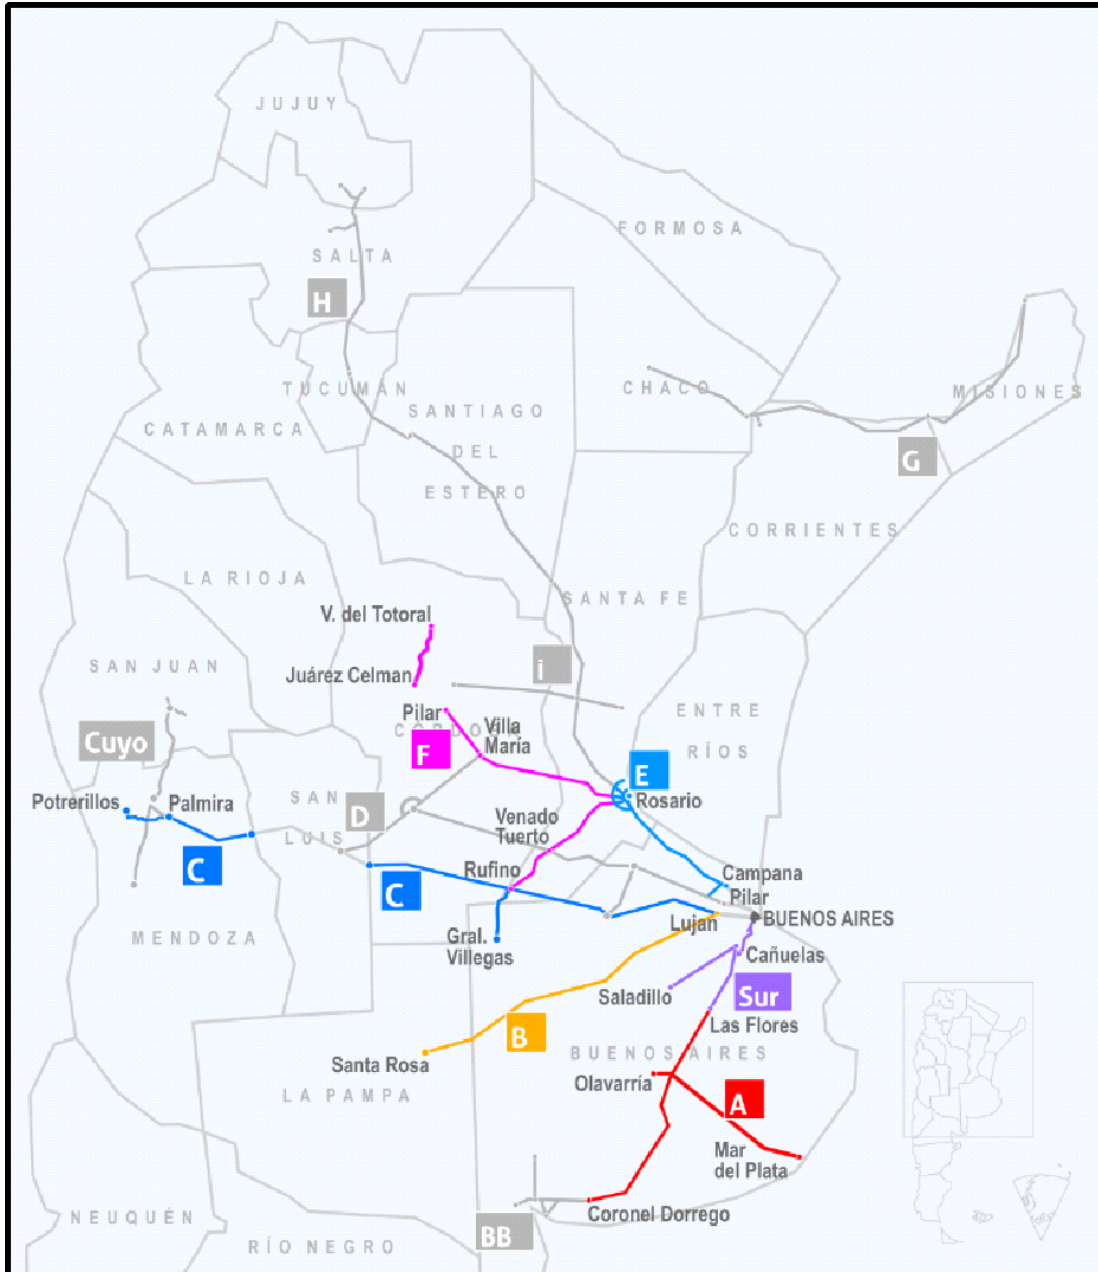 JUJUY
FORMOSA
SALTA
H
TUCUMÁN
CHACO
MISIONES
SANTIAGO
CATAMARCA
DEL
G
ESTERO
CORRIENTES
LA RIOJA
SANTA FE
V. del Totoral
SAN JUAN
i
Juárez Celman
Pilar
ENTRE
CÓRDOBA
Villa
María
Cuyo
F
RÍOS
E
Potrerillos
Palmira
SAN
Rosario
D
Venado
Tuerto
LUIS
C
Rufino
Campana
C
Pilar
Lujan
BUENOS AIRES
MENDOZA
Gral.
Villegas
Cañuelas
Saladillo
Sur
Las Flores
B
BUENOS AIRES
Santa Rosa
Olavarría
LA PAMPA
A
Mar
del Plata
NEUQUÉN
Coronel Dorrego
BB
RÍO NEGRO